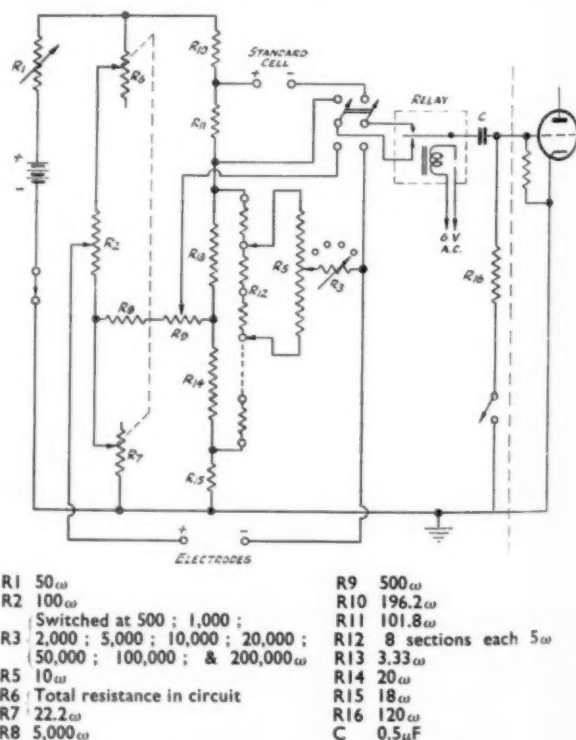 R10
STANDARD CELL
R1
R6
+ -
R11
RELAY
C
+
-
R2
R13
R12
R5
R3
6 V
A.C.
R16
R8
R9
R14
R7
R15
+ -
ELECTRODES
R1 50ω
R2 100ω
Switched at 500 ; 1,000 ;
R3 2,000 ; 5,000 ; 10,000 ; 20,000 ;
50,000 ; 100,000 ; & 200,000ω
R5 10ω
R6 Total resistance in circuit
R7 22.2ω
R8 5,000ω
R9 500ω
R10 196.2ω
R11 101.8ω
R12 8 sections each 5ω
R13 3.33ω
R14 20ω
R15 18ω
R16 120ω
C 0.5μF